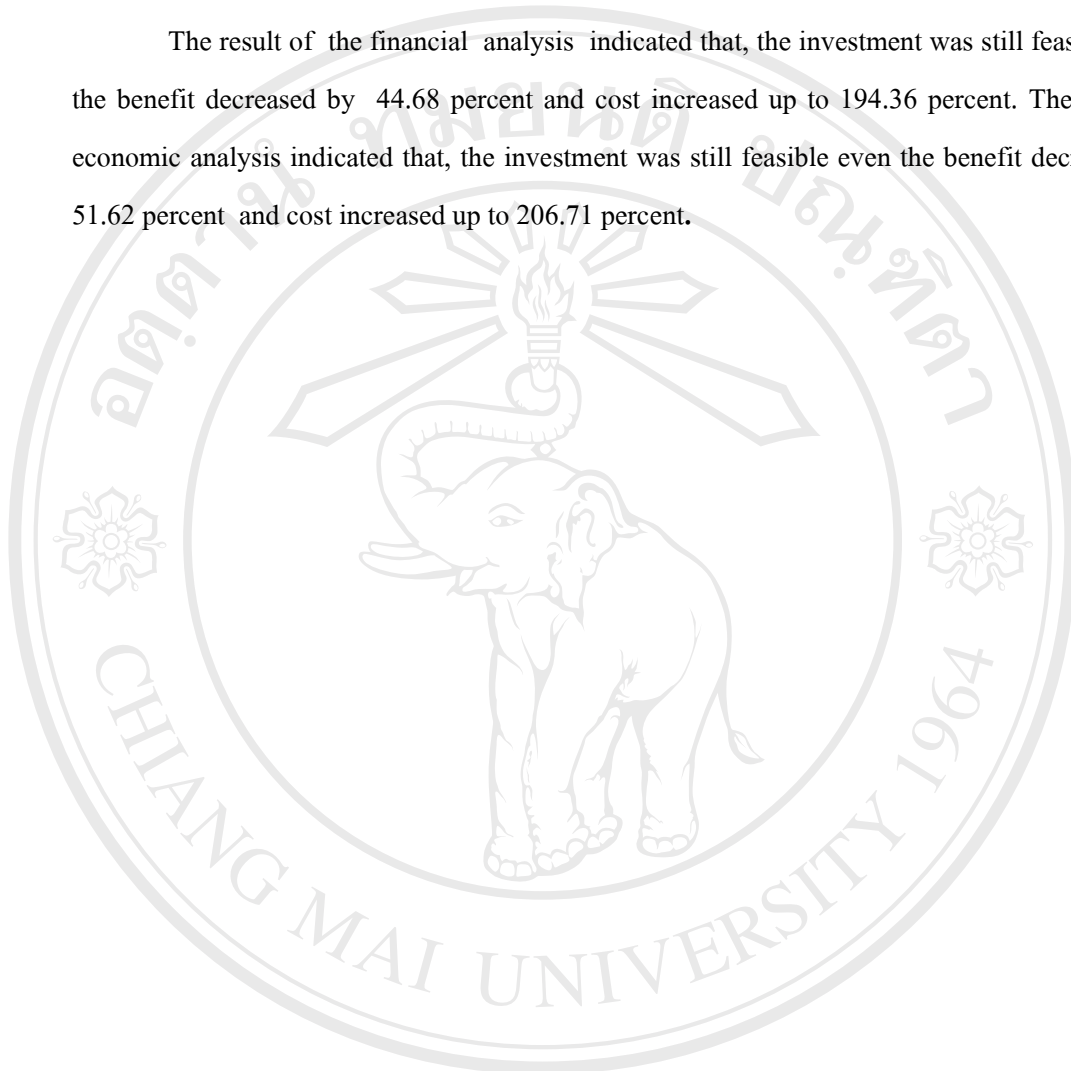 The result of the financial analysis indicated that, the investment was still
the benefit decreased by 44.68 percent and cost increased up to 194.36 percent. The
economic analysis indicated that, the investment was still feasible even the benefit
51.62 percent and cost increased up to 206.71 percent.
CHIANG MAI UNIVERSITY 1964